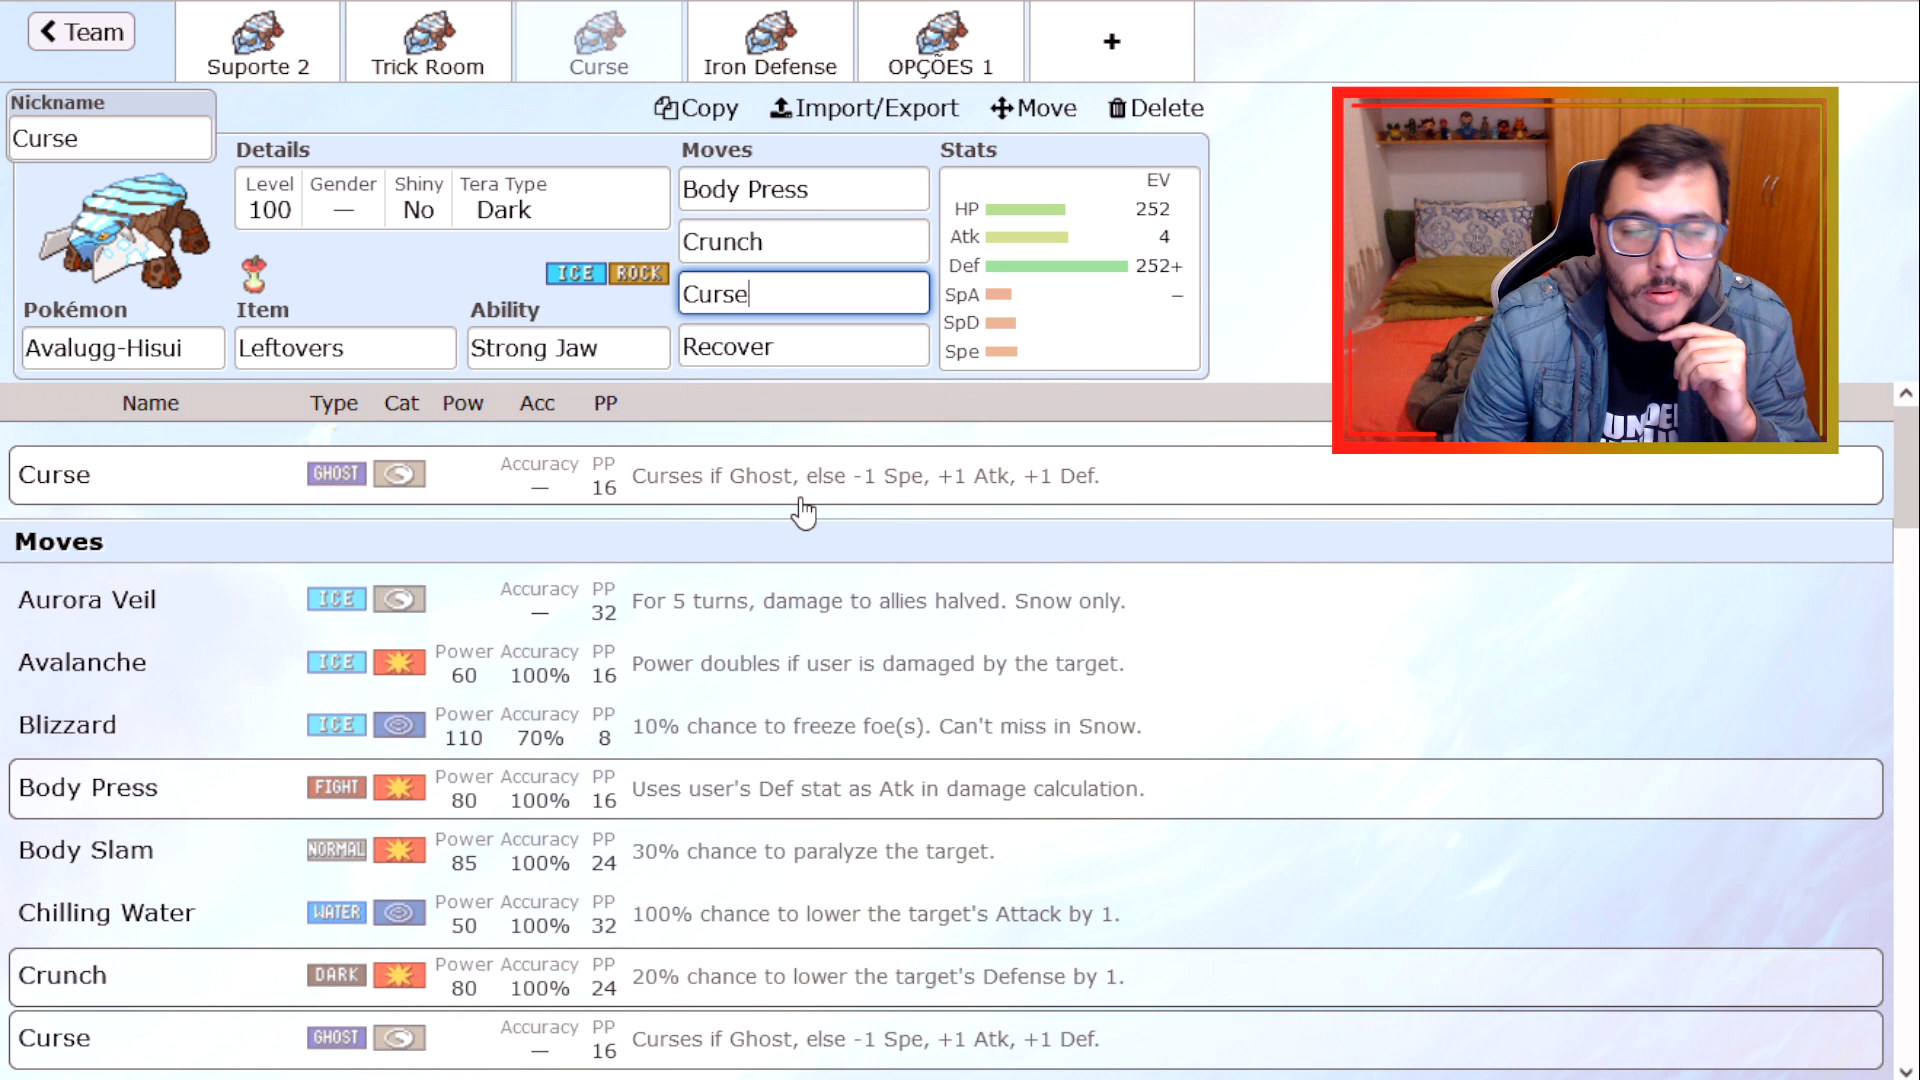 Team
Suporte 2
Trick Room
Curse
Iron Defense
OPÇÕES 1
+
Nickname
Curse
Copy
Import/Export
Move
Delete
Details
Moves
Stats
Level
Gender
Shiny
Tera Type
100
—
No
Dark
ICE ROCK
Pokémon
Item
Ability
Avalugg-Hisui
Leftovers
Strong Jaw
Body Press
Crunch
Curse
Recover
EV
HP 252
Atk 4
Def 252+
SpA –
SpD
Spe
Name Type Cat Pow Acc PP
Accuracy PP
Curse GHOST — 16 Curses if Ghost, else -1 Spe, +1 Atk, +1 Def.
Moves
Accuracy PP
Aurora Veil ICE — 32 For 5 turns, damage to allies halved. Snow only.
Power Accuracy PP
Avalanche ICE 60 100% 16 Power doubles if user is damaged by the target.
Power Accuracy PP
Blizzard ICE 110 70% 8 10% chance to freeze foe(s). Can't miss in Snow.
Power Accuracy PP
Body Press FIGHT 80 100% 16 Uses user's Def stat as Atk in damage calculation.
Power Accuracy PP
Body Slam NORMAL 85 100% 24 30% chance to paralyze the target.
Power Accuracy PP
Chilling Water WATER 50 100% 32 100% chance to lower the target's Attack by 1.
Power Accuracy PP
Crunch DARK 80 100% 24 20% chance to lower the target's Defense by 1.
Accuracy PP
Curse GHOST — 16 Curses if Ghost, else -1 Spe, +1 Atk, +1 Def.